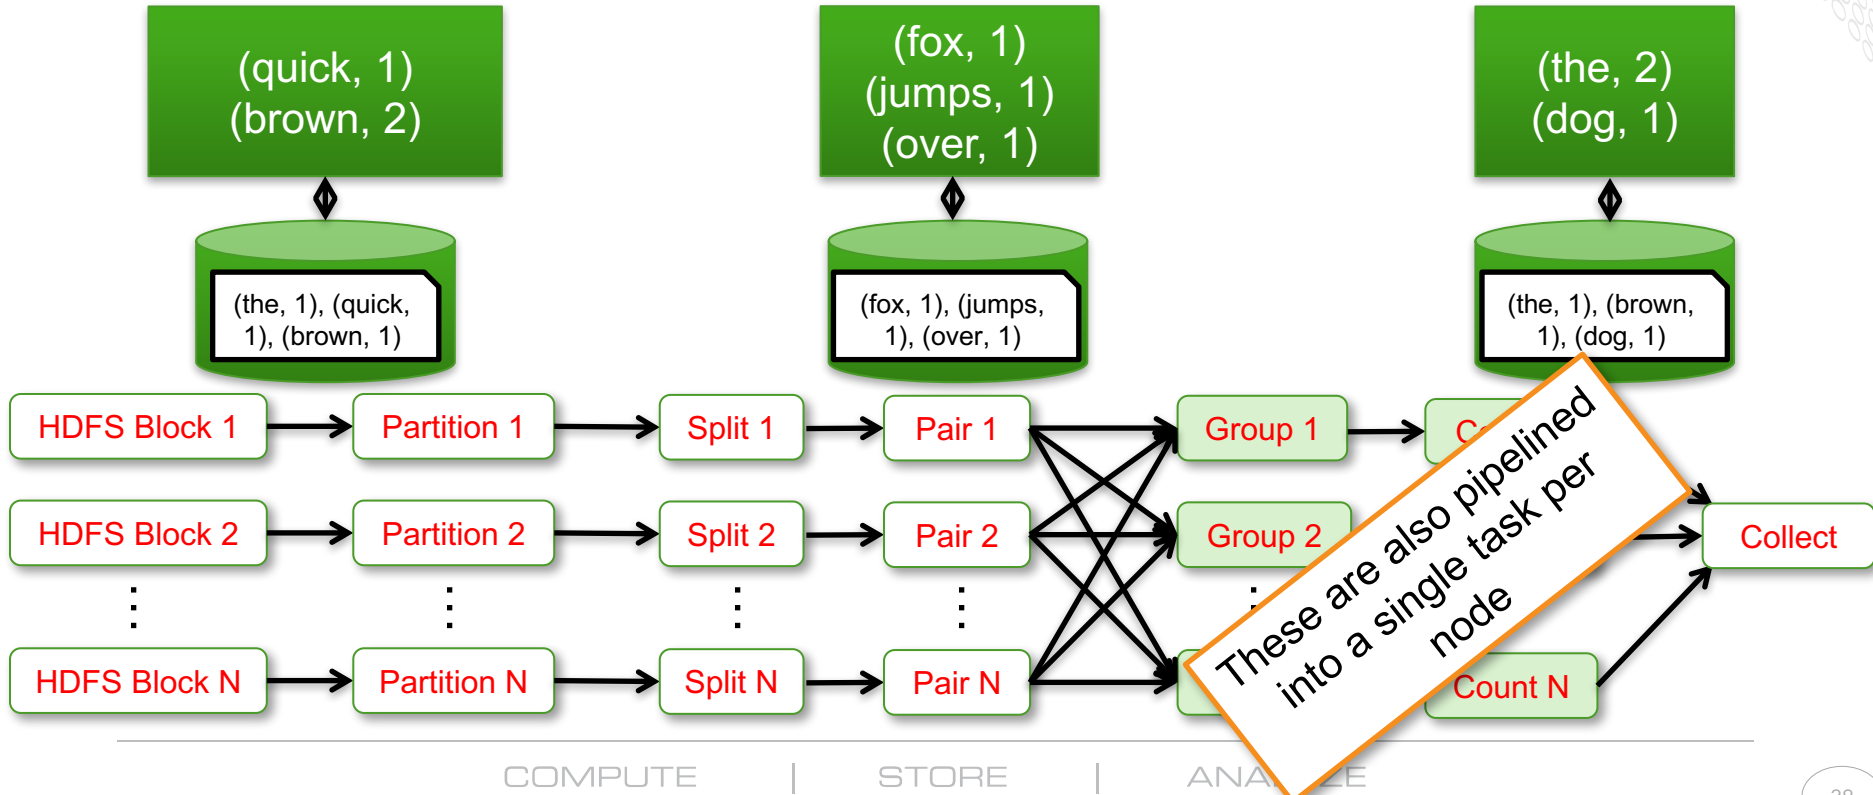 (quick, 1)
(brown, 2)
(fox, 1)
(jumps, 1)
(over, 1)
(the, 2)
(dog, 1)
(the, 1), (quick,
1), (brown, 1)
(fox, 1), (jumps,
1), (over, 1)
(the, 1), (brown,
1), (dog, 1)
HDFS Block 1
Partition 1
Split 1
Pair 1
Group 1
HDFS Block 2
Partition 2
Split 2
Pair 2
Group 2
Collect
HDFS Block N
Partition N
Split N
Pair N
Count N
These are also pipelined
into a single task per
node
COMPUTE | STORE |